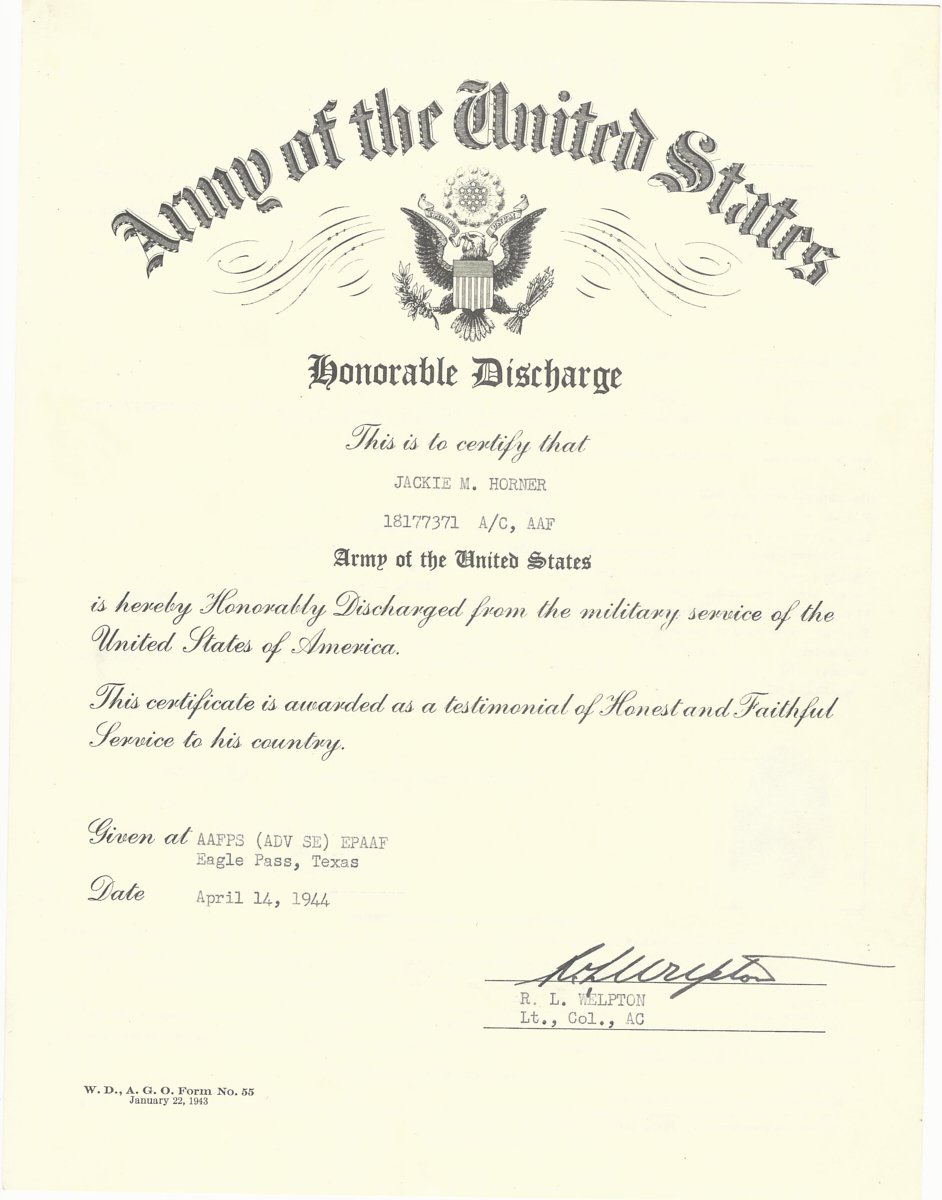 Army of the United States
Honorable Discharge
This is to certify that
JACKIE M. HORNER
18177371 A/C, AAF
Army of the United States
is hereby Honorably Discharged from the military service of the
United States of America.
This certificate is awarded as a testimonial of Honest and Faithful
Service to his country.
Given at AAFPS (ADV SE) EPAAF
Eagle Pass, Texas
Date April 14, 1944
R. L. Welpton
R. L. WELPTON
Lt., Col., AC
W. D., A. G. O. Form No. 55
January 22, 1943